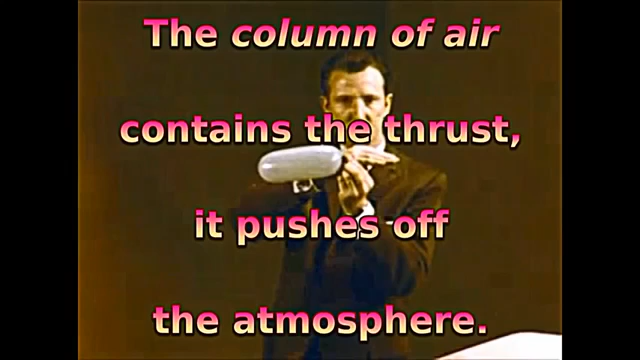 The column of air
contains the thrust,
it pushes off
the atmosphere.